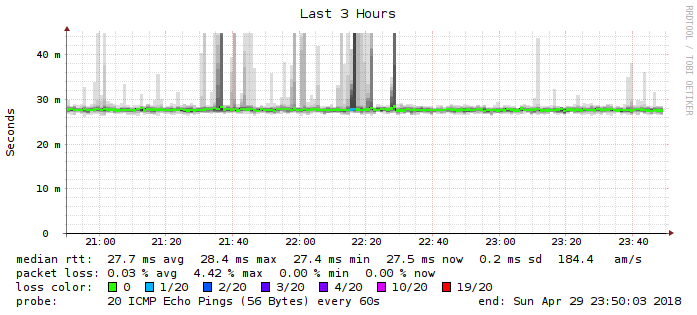 Last 3 Hours
RRDTOOL / TOBI OETIKER
Seconds
40 m
30 m
20 m
10 m
0
21:00 21:20 21:40 22:00 22:20 22:40 23:00 23:20 23:40
median rtt: 27.7 ms avg 28.4 ms max 27.4 ms min 27.5 ms now 0.2 ms sd 184.4 am/s
packet loss: 0.03 % avg 4.42 % max 0.00 % min 0.00 % now
loss color: 0 1/20 2/20 3/20 4/20 10/20 19/20
probe: 20 ICMP Echo Pings (56 Bytes) every 60s end: Sun Apr 29 23:50:03 2018